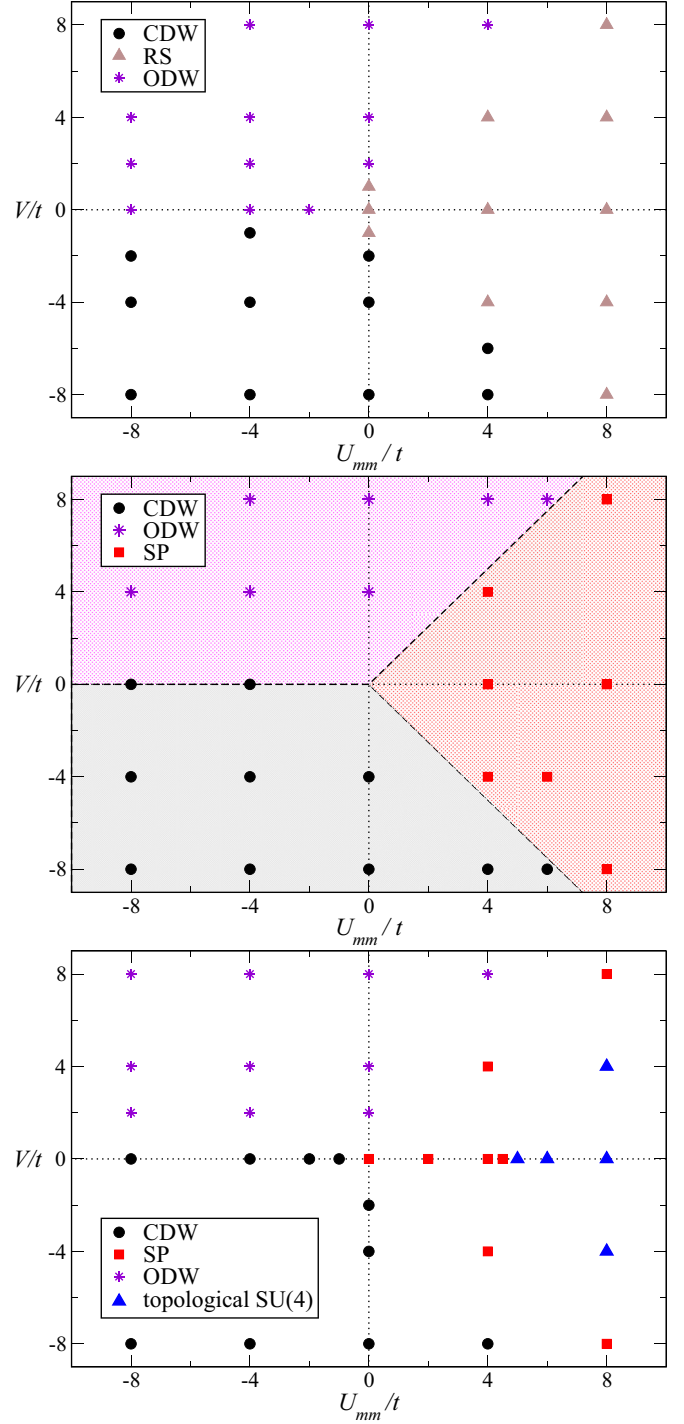 8
CDW
RS
ODW
4
V/t 0
-4
-8
-8 -4 0 4 8
U_mm / t
8
CDW
ODW
SP
4
V/t 0
-4
-8
-8 -4 0 4 8
U_mm / t
8
4
V/t 0
-4
CDW
SP
ODW
topological SU(4)
-8
-8 -4 0 4 8
U_mm / t